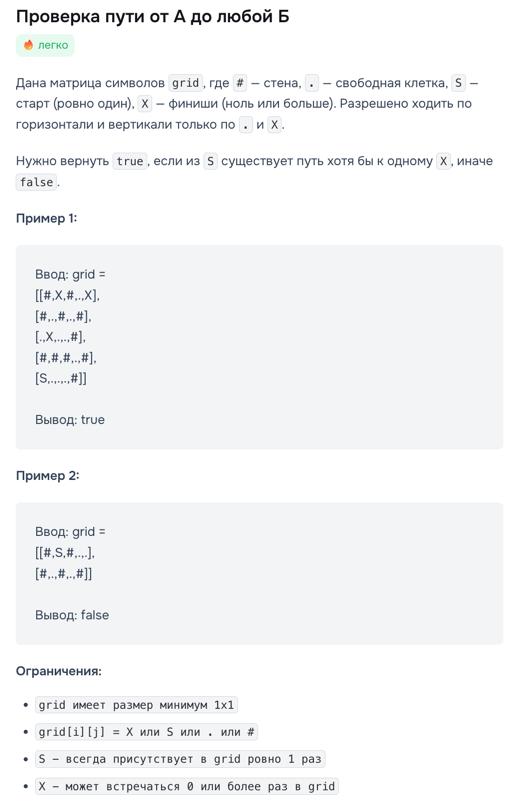 Проверка пути от А до любой Б
🔥 легко
Дана матрица символов grid, где # — стена, . — свободная клетка, S —
старт (ровно один), X — финиши (ноль или больше). Разрешено ходить по
горизонтали и вертикали только по . и X.
Нужно вернуть true, если из S существует путь хотя бы к одному X, иначе
false.
Пример 1:
Ввод: grid =
[[#,X,#,.,X],
[#,.,#,.,#],
[.,X,.,.,#],
[#,#,#,.,#],
[S,.,.,.,#]]
Вывод: true
Пример 2:
Ввод: grid =
[[#,S,#,.,.],
[#,.,#,.,#]]
Вывод: false
Ограничения:
• grid имеет размер минимум 1x1
• grid[i][j] = X или S или . или #
• S – всегда присутствует в grid ровно 1 раз
• X – может встречаться 0 или более раз в grid